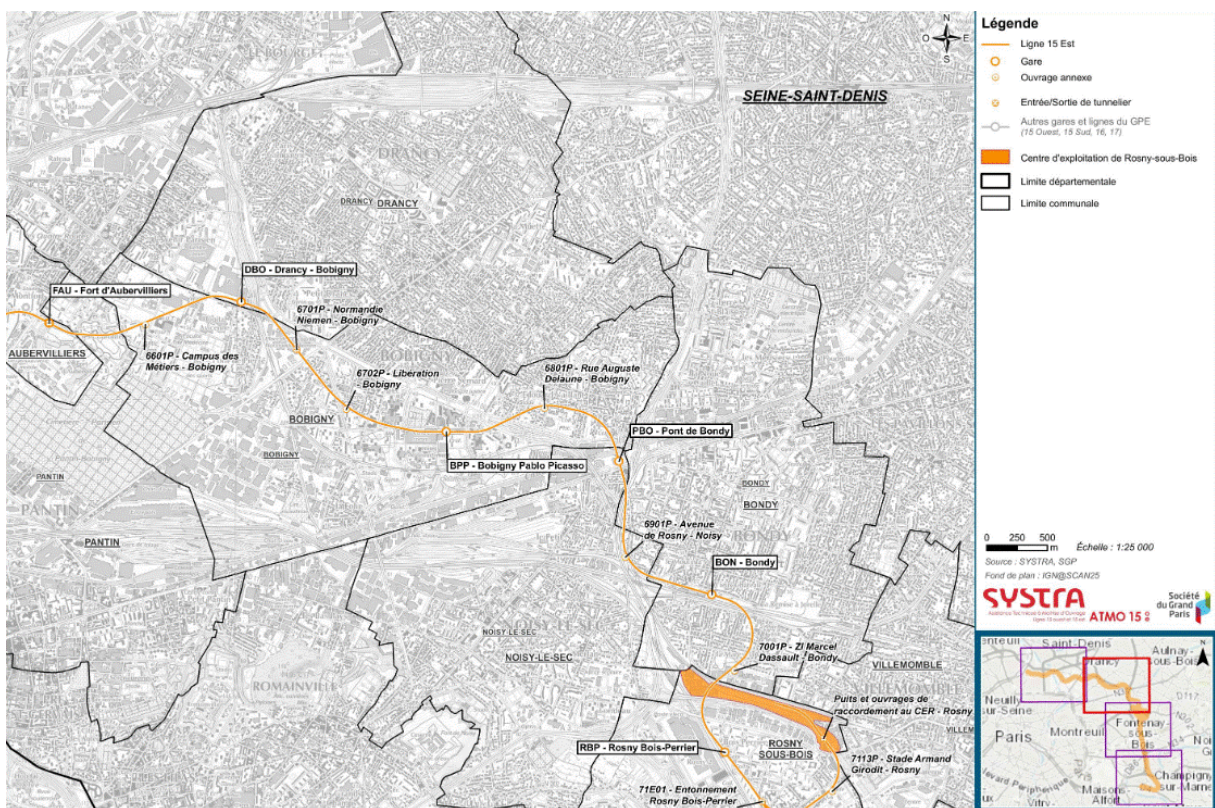 Légende
Ligne 15 Est
Gare
Ouvrage annexe
Entrée/Sortie de tunnelier
Autres gares et lignes du GPE
(15 Ouest, 15 Sud, 16, 17)
Centre d'exploitation de Rosny-sous-Bois
Limite départementale
Limite communale
N
O
E
S
SEINE-SAINT-DENIS
DRANCY
DRANCY
DRANCY
DBO - Drancy - Bobigny
FAU - Fort d'Aubervilliers
6701P - Normandie
Niemen - Bobigny
AUBERVILLIERS
6601P - Campus des
Métiers - Bobigny
6702P - Libération
- Bobigny
6801P - Rue Auguste
Delaune - Bobigny
BOBIGNY
BOBIGNY
PBO - Pont de Bondy
BPP - Bobigny Pablo Picasso
PANTIN
PANTIN
PANTIN
BONDY
BONDY
BONDY
6901P - Avenue
de Rosny - Noisy
BON - Bondy
NOISY-LE-SEC
NOISY-LE-SEC
7001P - ZI Marcel
Dassault - Bondy
VILLEMOMBLE
ROMAINVILLE
Puits et ouvrages de
raccordement au CER - Rosny
RBP - Rosny Bois-Perrier
ROSNY
SOUS-BOIS
7113P - Stade Armand
Girodit - Rosny
71E01 - Entonnement
Rosny Bois-Perrier
0 250 500
m
Échelle : 1:25 000
Source : SYSTRA, SGP
Fond de plan : IGN@SCAN25
SYSTRA
ATMO 15
Société
du Grand
Paris
Saint-Denis
Drancy
Aulnay
-sous-Bois
Neuilly
sur-Seine
Paris
Montreuil
Fontenay
-sous-
Bois
Champigny
-sur-Marne
Maisons
Alfort
N